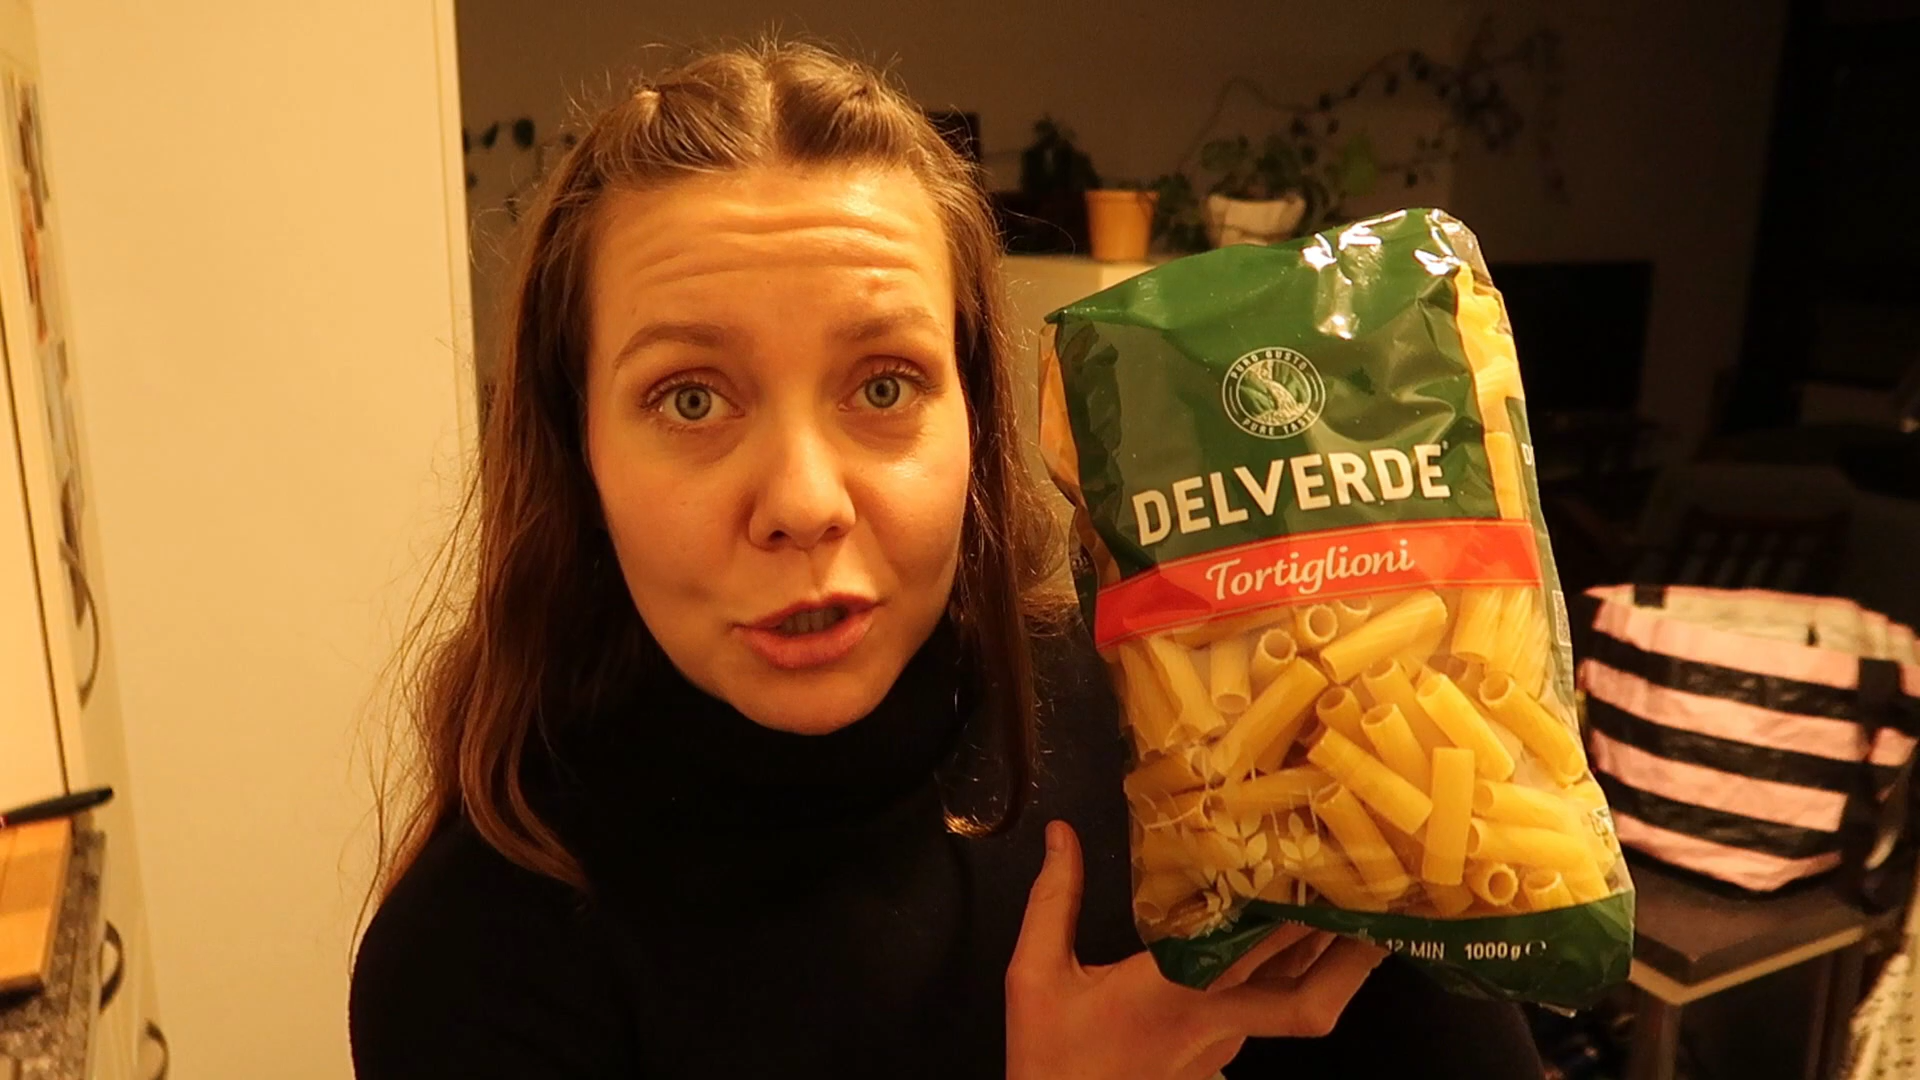 PURO GUSTO
PURE TASTE
DELVERDE
Tortiglioni
12 MIN 1000g ℮